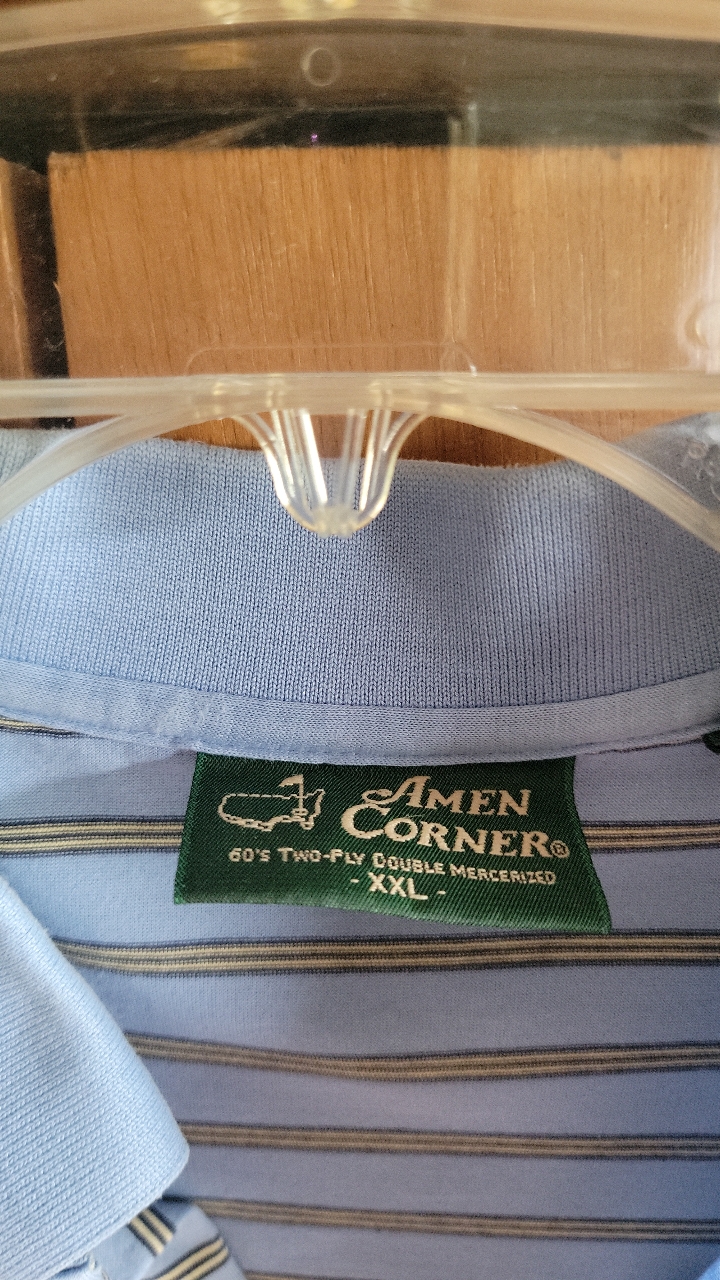 AMEN
CORNER®
60'S TWO-PLY DOUBLE MERCERIZED
- XXL -